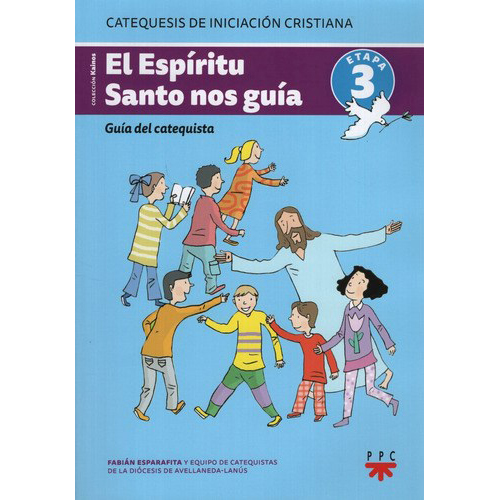 CATEQUESIS DE INICIACIÓN CRISTIANA
COLECCIÓN Kainos
El Espíritu
Santo nos guía
ETAPA
3
Guía del catequista
FABIÁN ESPARAFITA Y EQUIPO DE CATEQUISTAS
DE LA DIÓCESIS DE AVELLANEDA-LANÚS
PPC